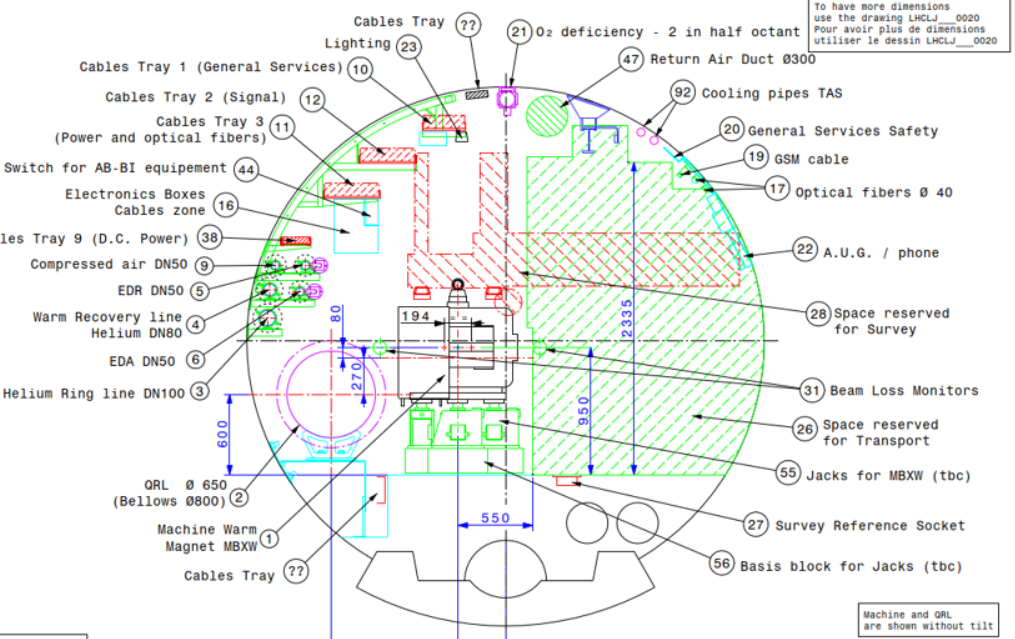 To have more dimensions
use the drawing LHCLJ___0020
Pour avoir plus de dimensions
utiliser le dessin LHCLJ___0020
Cables Tray ??
21 O₂ deficiency - 2 in half octant
Lighting 23
47 Return Air Duct Ø300
Cables Tray 1 (General Services) 10
92 Cooling pipes TAS
Cables Tray 2 (Signal) 12
Cables Tray 3
(Power and optical fibers) 11
20 General Services Safety
19 GSM cable
Switch for AB-BI equipement 44
17 Optical fibers Ø 40
Electronics Boxes
Cables zone 16
les Tray 9 (D.C. Power) 38
22 A.U.G. / phone
Compressed air DN50 9
EDR DN50 5
28 Space reserved
for Survey
Warm Recovery line
Helium DN80 4
EDA DN50 6
Helium Ring line DN100 3
31 Beam Loss Monitors
26 Space reserved
for Transport
194
80
270
600
2335
950
550
55 Jacks for MBXW (tbc)
QRL Ø 650
(Bellows Ø800) 2
27 Survey Reference Socket
Machine Warm
Magnet MBXW 1
56 Basis block for Jacks (tbc)
Cables Tray ??
Machine and QRL
are shown without tilt